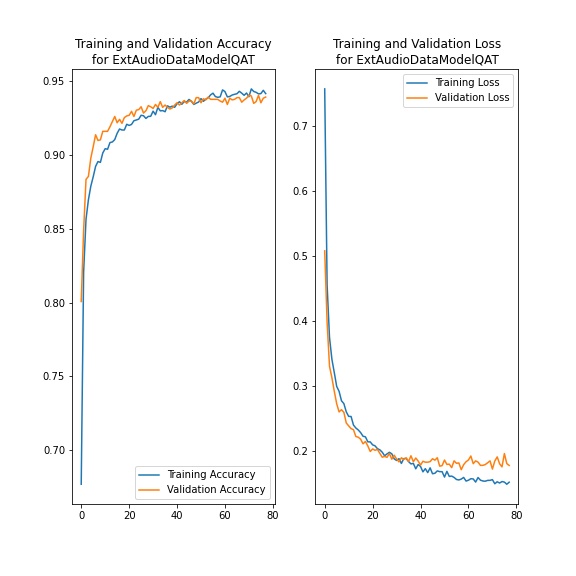 Training and Validation Accuracy
for ExtAudioDataModelQAT
0.95
0.90
0.85
0.80
0.75
0.70
Training Accuracy
Validation Accuracy
0 20 40 60 80
Training and Validation Loss
for ExtAudioDataModelQAT
Training Loss
Validation Loss
0.7
0.6
0.5
0.4
0.3
0.2
0 20 40 60 80